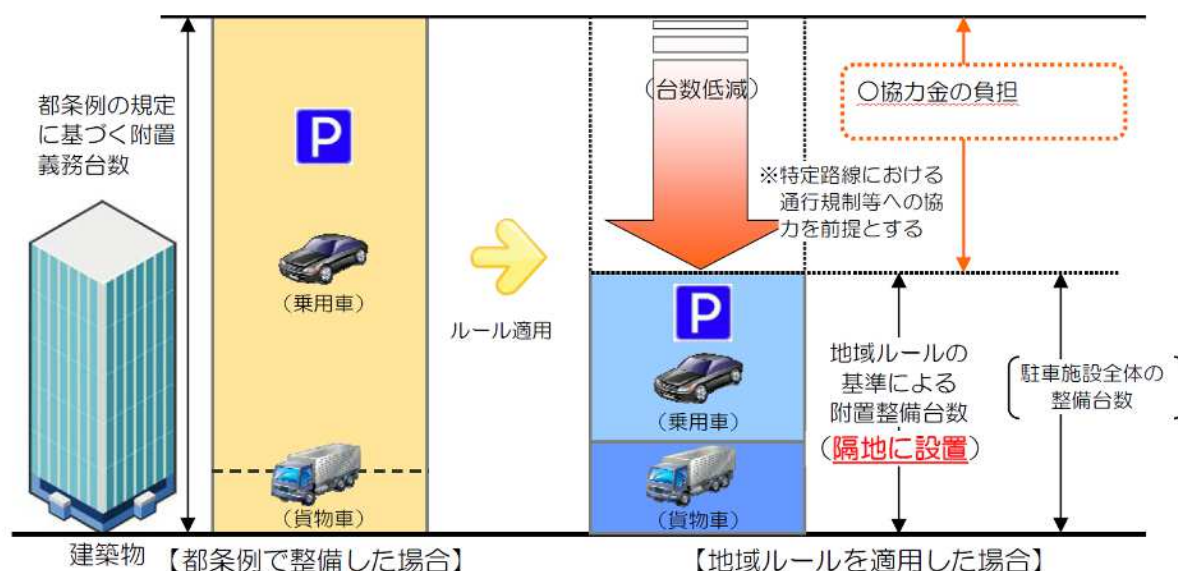 都条例の規定
に基づく附置
義務台数
P
（乗用車）
（貨物車）
建築物
【都条例で整備した場合】
ルール適用
（台数低減）
〇協力金の負担
※特定路線における
通行規制等への協
力を前提とする
P
（乗用車）
（貨物車）
地域ルールの
基準による
附置整備台数
（隔地に設置）
駐車施設全体の
整備台数
【地域ルールを適用した場合】